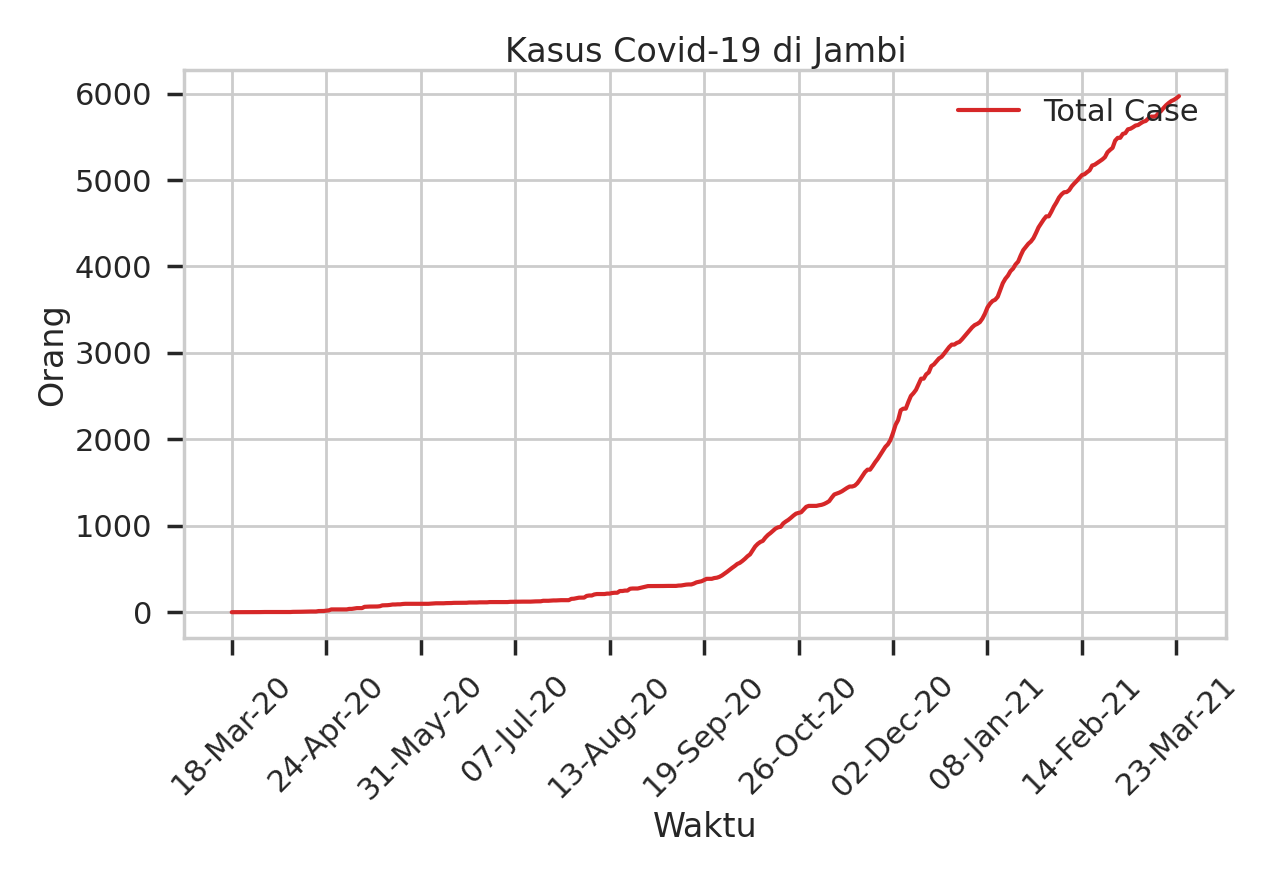 Kasus Covid-19 di Jambi
Total Case
6000
5000
4000
3000
2000
1000
0
Orang
18-Mar-20
24-Apr-20
31-May-20
07-Jul-20
13-Aug-20
19-Sep-20
26-Oct-20
02-Dec-20
08-Jan-21
14-Feb-21
23-Mar-21
Waktu